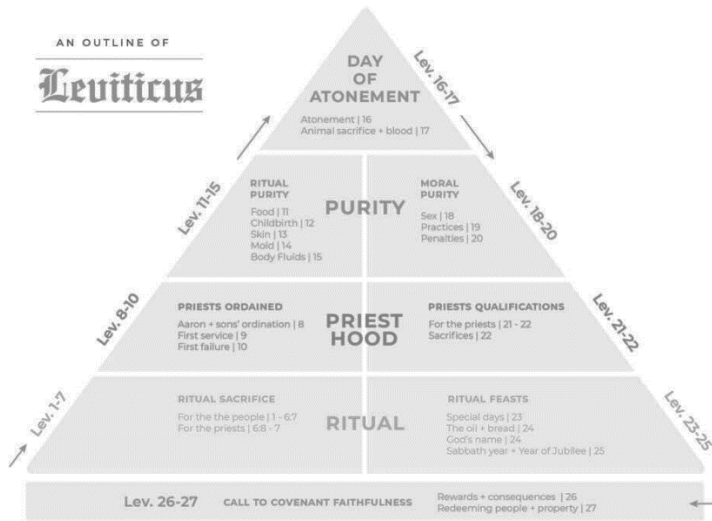 AN OUTLINE OF
Leviticus
DAY
OF
ATONEMENT
Atonement | 16
Animal sacrifice + blood | 17
Lev. 16-17
Lev. 11-15
RITUAL
PURITY
Food | 11
Childbirth | 12
Skin | 13
Mold | 14
Body Fluids | 15
PURITY
MORAL
PURITY
Sex | 18
Practices | 19
Penalties | 20
Lev. 18-20
Lev. 8-10
PRIESTS ORDAINED
Aaron + sons' ordination | 8
First service | 9
First failure | 10
PRIEST
HOOD
PRIESTS QUALIFICATIONS
For the priests | 21 - 22
Sacrifices | 22
Lev. 21-22
Lev. 1-7
RITUAL SACRIFICE
For the the people | 1 - 6:7
For the priests | 6:8 - 7
RITUAL
RITUAL FEASTS
Special days | 23
The oil + bread | 24
God's name | 24
Sabbath year + Year of Jubilee | 25
Lev. 23-25
Lev. 26-27
CALL TO COVENANT FAITHFULNESS
Rewards + consequences | 26
Redeeming people + property | 27